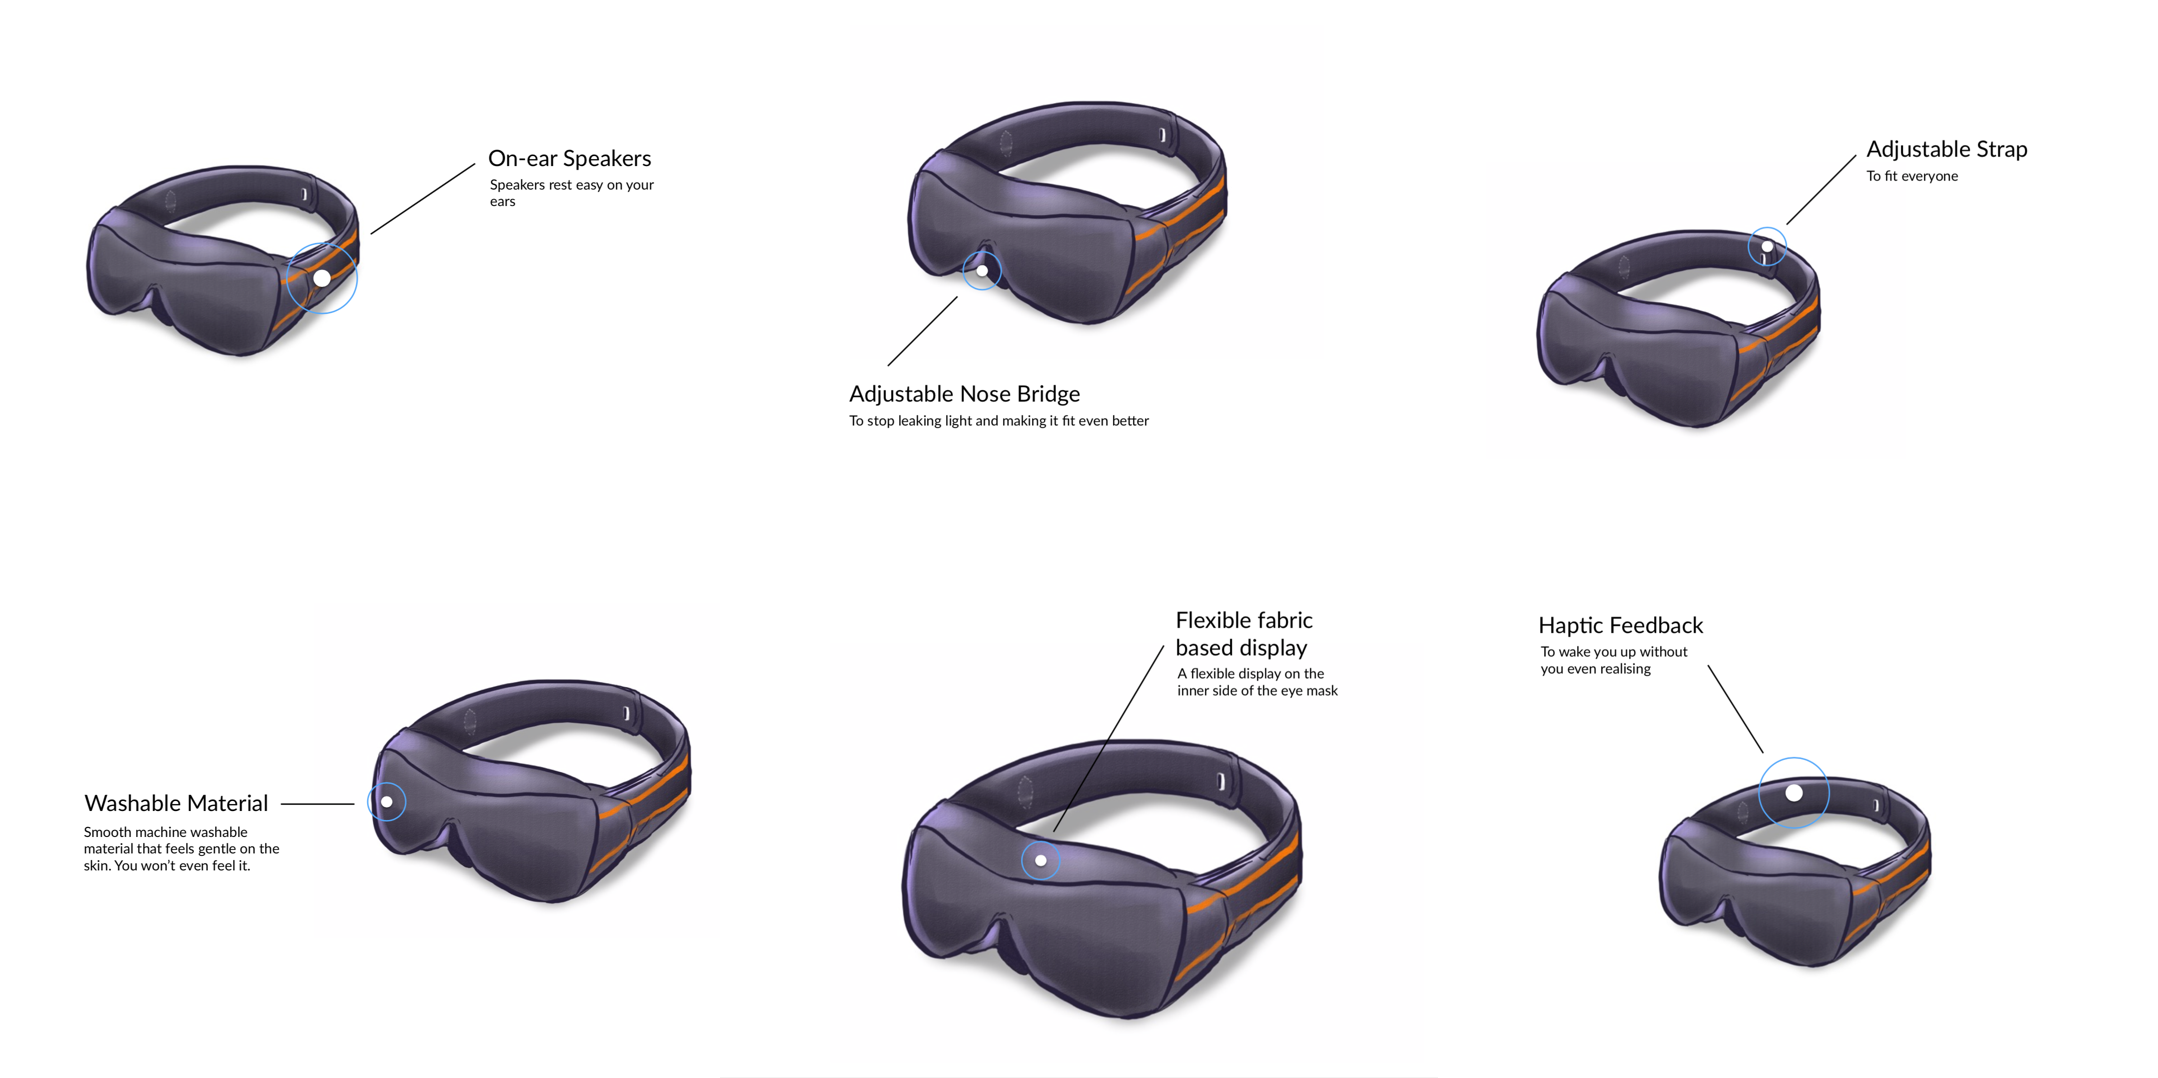 On-ear Speakers
Speakers rest easy on your
ears
Adjustable Nose Bridge
To stop leaking light and making it fit even better
Adjustable Strap
To fit everyone
Washable Material
Smooth machine washable
material that feels gentle on the
skin. You won't even feel it.
Flexible fabric
based display
A flexible display on the
inner side of the eye mask
Haptic Feedback
To wake you up without
you even realising